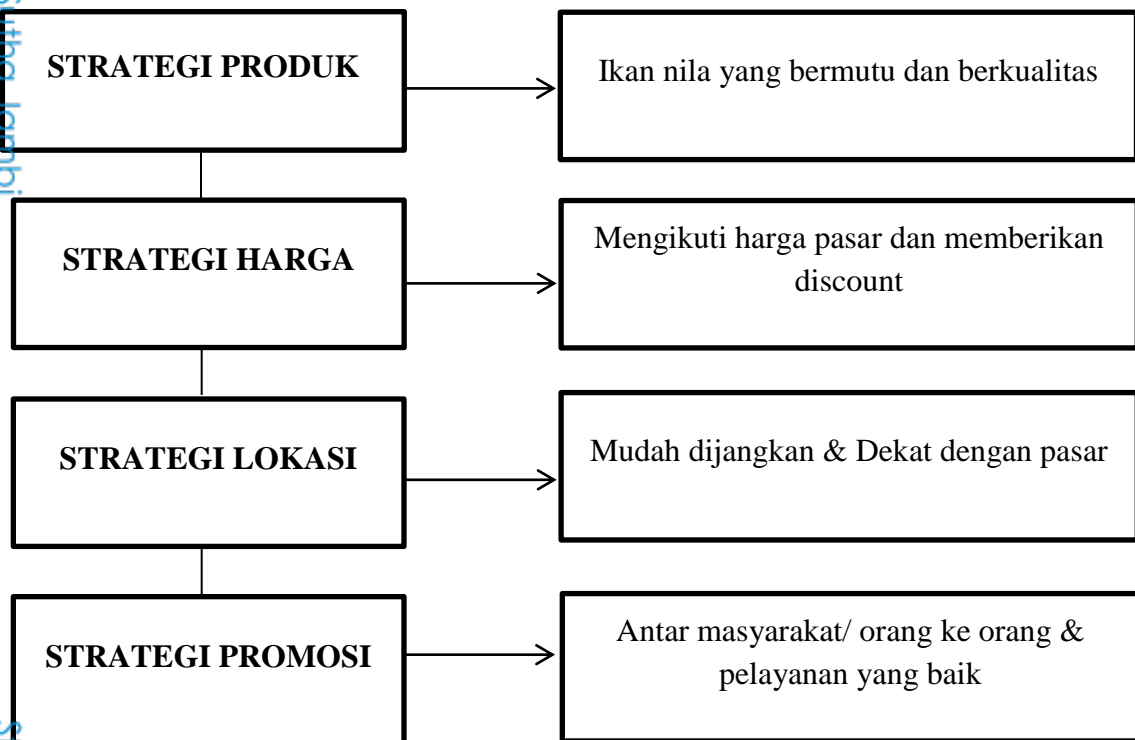 STRATEGI PRODUK
Ikan nila yang bermutu dan berkualitas
STRATEGI HARGA
Mengikuti harga pasar dan memberikan
discount
STRATEGI LOKASI
Mudah dijangkan & Dekat dengan pasar
STRATEGI PROMOSI
Antar masyarakat/ orang ke orang &
pelayanan yang baik